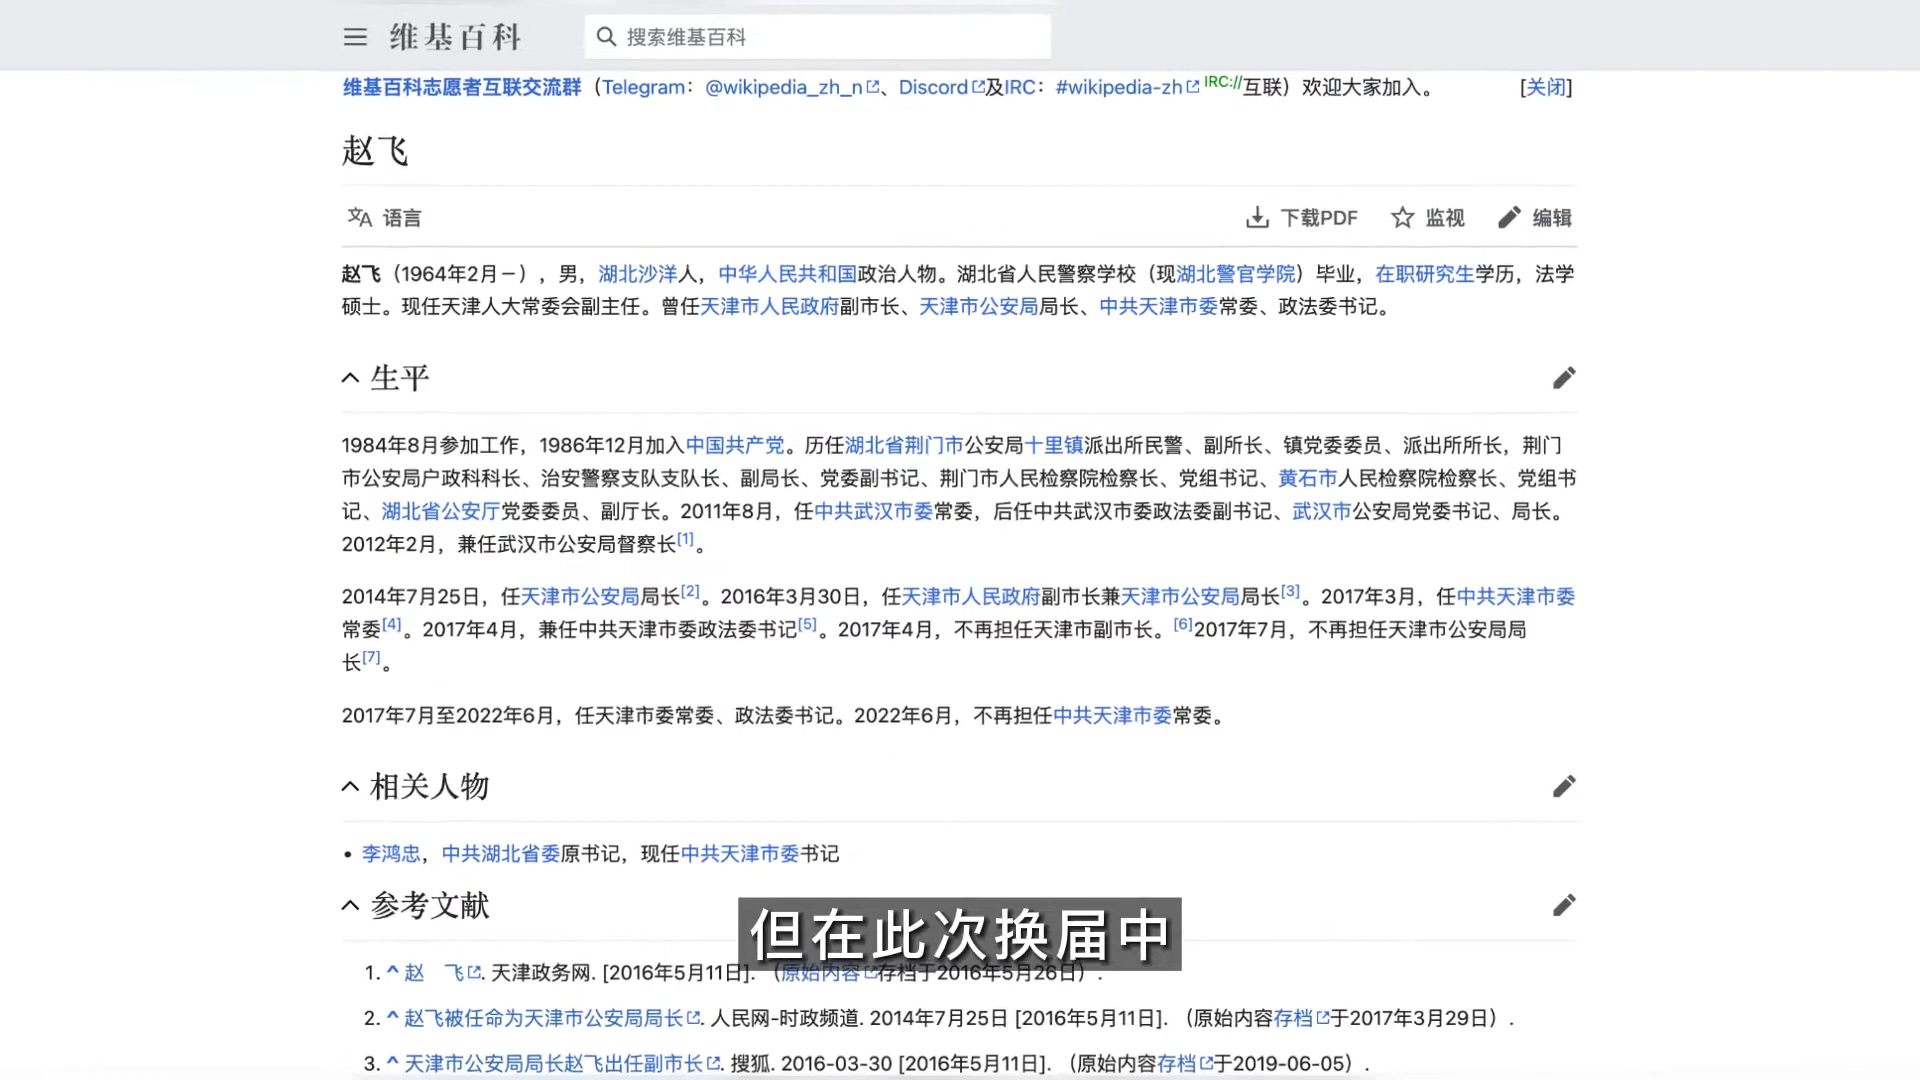 维基百科
搜索维基百科
维基百科志愿者互联交流群（Telegram：@wikipedia_zh_n、Discord及IRC：#wikipedia-zh IRC://互联）欢迎大家加入。 [关闭]
赵飞
语言 下载PDF 监视 编辑
赵飞（1964年2月－），男，湖北沙洋人，中华人民共和国政治人物。湖北省人民警察学校（现湖北警官学院）毕业，在职研究生学历，法学
硕士。现任天津人大常委会副主任。曾任天津市人民政府副市长、天津市公安局局长、中共天津市委常委、政法委书记。
生平
1984年8月参加工作，1986年12月加入中国共产党。历任湖北省荆门市公安局十里镇派出所民警、副所长、镇党委委员、派出所所长，荆门
市公安局户政科科长、治安警察支队支队长、副局长、党委副书记、荆门市人民检察院检察长、党组书记、黄石市人民检察院检察长、党组书
记、湖北省公安厅党委委员、副厅长。2011年8月，任中共武汉市委常委，后任中共武汉市委政法委副书记、武汉市公安局党委书记、局长。
2012年2月，兼任武汉市公安局督察长[1]。
2014年7月25日，任天津市公安局局长[2]。2016年3月30日，任天津市人民政府副市长兼天津市公安局局长[3]。2017年3月，任中共天津市委
常委[4]。2017年4月，兼任中共天津市委政法委书记[5]。2017年4月，不再担任天津市副市长。[6]2017年7月，不再担任天津市公安局局
长[7]。
2017年7月至2022年6月，任天津市委常委、政法委书记。2022年6月，不再担任中共天津市委常委。
相关人物
• 李鸿忠，中共湖北省委原书记，现任中共天津市委书记
参考文献
但在此次换届中
1. ^ 赵　飞. 天津政务网. [2016年5月11日]. （原始内容存档于2016年5月26日）.
2. ^ 赵飞被任命为天津市公安局局长. 人民网-时政频道. 2014年7月25日 [2016年5月11日]. （原始内容存档于2017年3月29日）.
3. ^ 天津市公安局局长赵飞出任副市长. 搜狐. 2016-03-30 [2016年5月11日]. （原始内容存档于2019-06-05）.